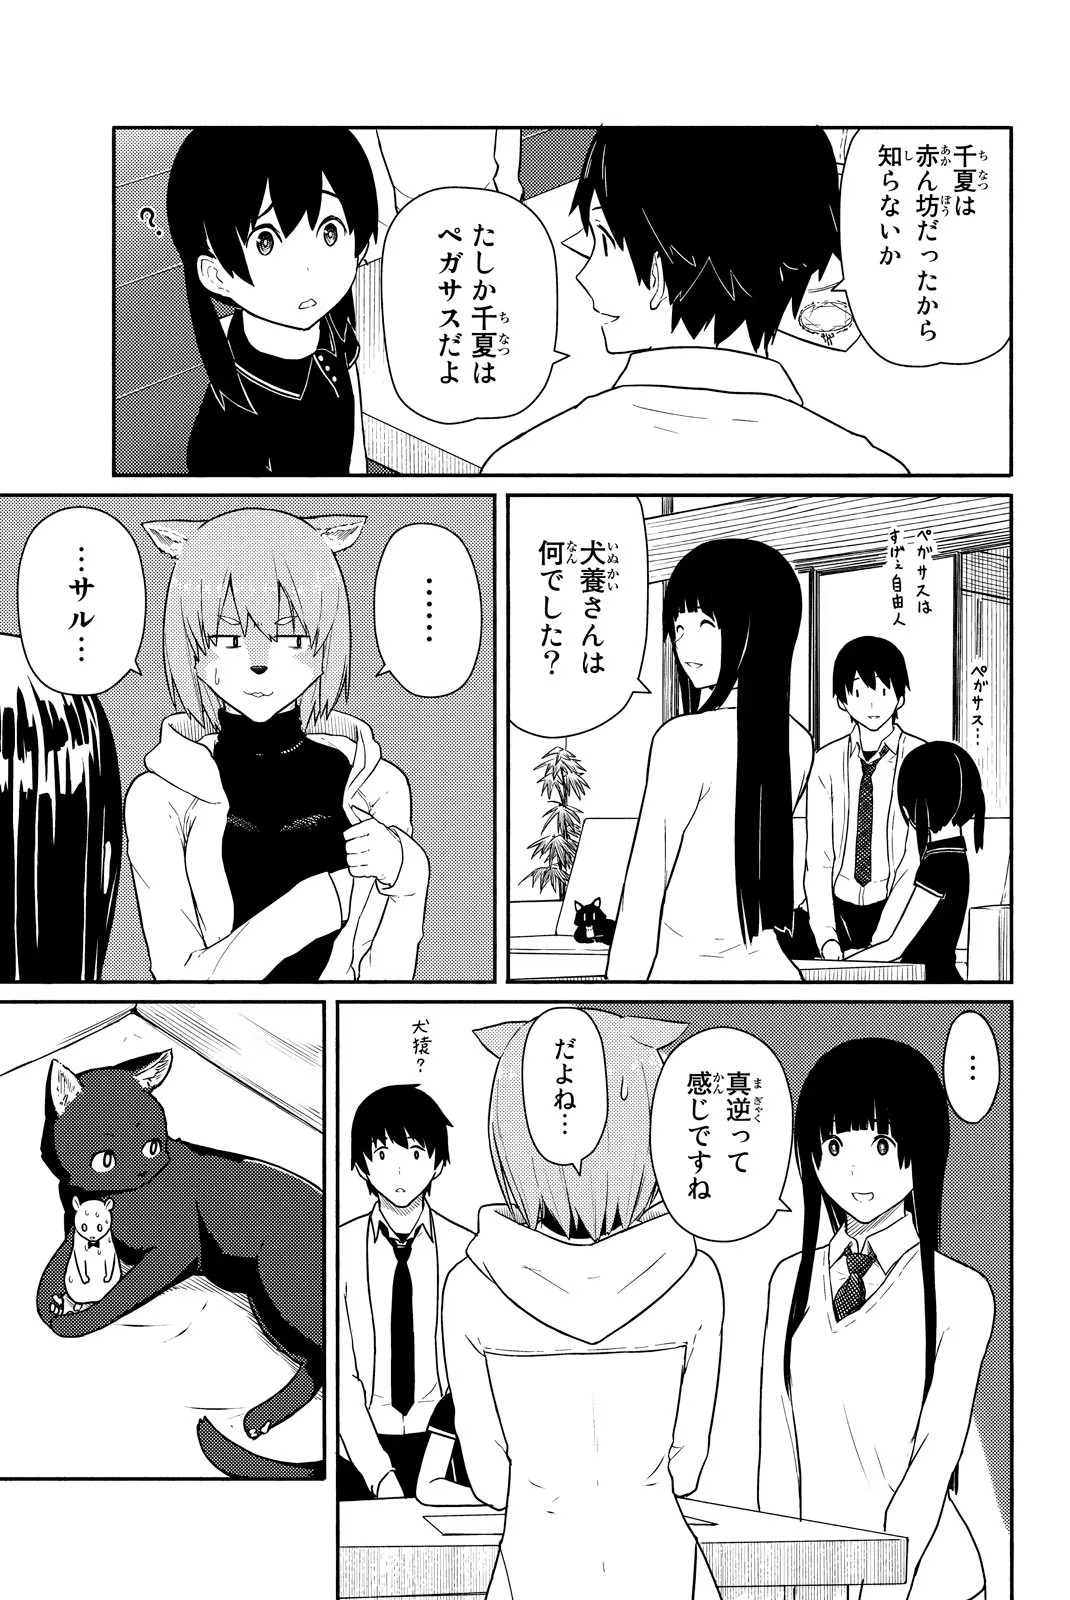 千夏は
赤ん坊だったから
知らないか
たしか千夏は
ペガサスだよ
?
ペガサスは
すげぇ自由人
ペガサス…
犬養さんは
何でした?
……
…サル…
…
真逆って
感じですね
だよね…
犬猿?